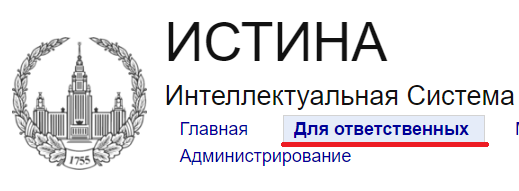 ИСТИНА
Интеллектуальная Система
Главная Для ответственных
Администрирование
1755